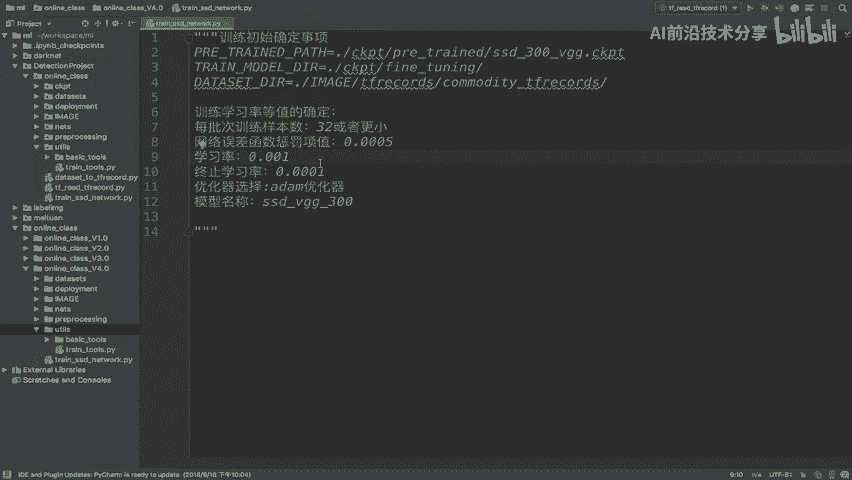 ml
online_class
online_class_V4.0
train_ssd_network.py
tf_read_tfrecord (1)
Project
train_ssd_network.py
AI前沿技术分享 bilibili
ml ~/workspace/ml
.ipynb_checkpoints
darknet
DetectionProject
online_class
ckpt
datasets
deployment
IMAGE
nets
preprocessing
utils
basic_tools
train_tools.py
dataset_to_tfrecord.py
tf_read_tfrecord.py
train_ssd_network.py
labelimg
meituan
online_class
online_class_V1.0
online_class_V2.0
online_class_V3.0
online_class_V4.0
datasets
deployment
IMAGE
nets
preprocessing
utils
basic_tools
train_tools.py
train_ssd_network.py
External Libraries
Scratches and Consoles
1 """训练初始确定事项
2 PRE_TRAINED_PATH=./ckpt/pre_trained/ssd_300_vgg.ckpt
3 TRAIN_MODEL_DIR=./ckpt/fine_tuning/
4 DATASET_DIR=./IMAGE/tfrecords/commodity_tfrecords/
5
6 训练学习率等值的确定:
7 每批次训练样本数: 32或者更小
8 网络误差函数惩罚项值: 0.0005
9 学习率: 0.001
10 终止学习率: 0.0001
11 优化器选择:adam优化器
12 模型名称: ssd_vgg_300
13
14 """
IDE and Plugin Updates: PyCharm is ready to update. (2018/9/18 下午10:04)
9:10 n/a UTF-8: